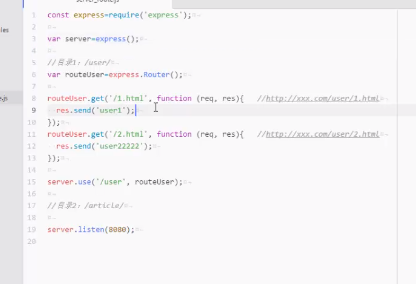 1 const express=require('express');
2
3 var server=express();
4
5 //目录1：/user/
6 var routeUser=express.Router();
7
8 routeUser.get('/1.html', function (req, res){ //http://xxx.com/user/1.html
9 res.send('user1');
10 });
11 routeUser.get('/2.html', function (req, res){ //http://xxx.com/user/2.html
12 res.send('user22222');
13 });
14
15 server.use('/user', routeUser);
16
17 //目录2：/article/
18
19 server.listen(8080);
20